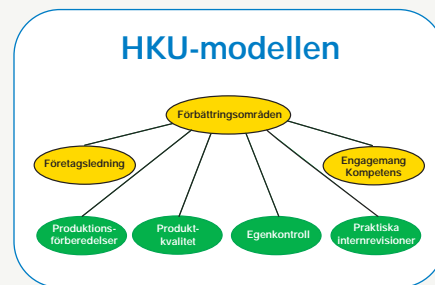 HKU-modellen
Förbättringsområden
Företagsledning
Engagemang
Kompetens
Produktions-
förberedelser
Produkt-
kvalitet
Egenkontroll
Praktiska
internrevisioner